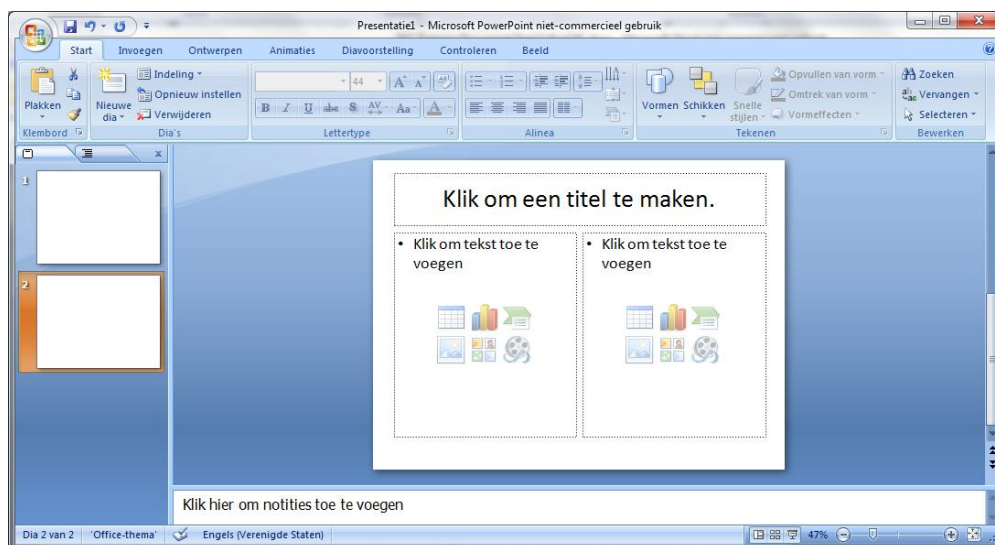 Presentatie1 - Microsoft PowerPoint niet-commercieel gebruik
Start Invoegen Ontwerpen Animaties Diavoorstelling Controleren Beeld
Plakken
Klembord
Nieuwe dia
Indeling
Opnieuw instellen
Verwijderen
Dia's
44 A A
B I U abc S AV Aa A
Lettertype
Alinea
Vormen Schikken Snelle stijlen
Opvullen van vorm
Omtrek van vorm
Vormeffecten
Tekenen
Zoeken
Vervangen
Selecteren
Bewerken
1
2
Klik om een titel te maken.
• Klik om tekst toe te
voegen
• Klik om tekst toe te
voegen
Klik hier om notities toe te voegen
Dia 2 van 2 'Office-thema' Engels (Verenigde Staten) 47%